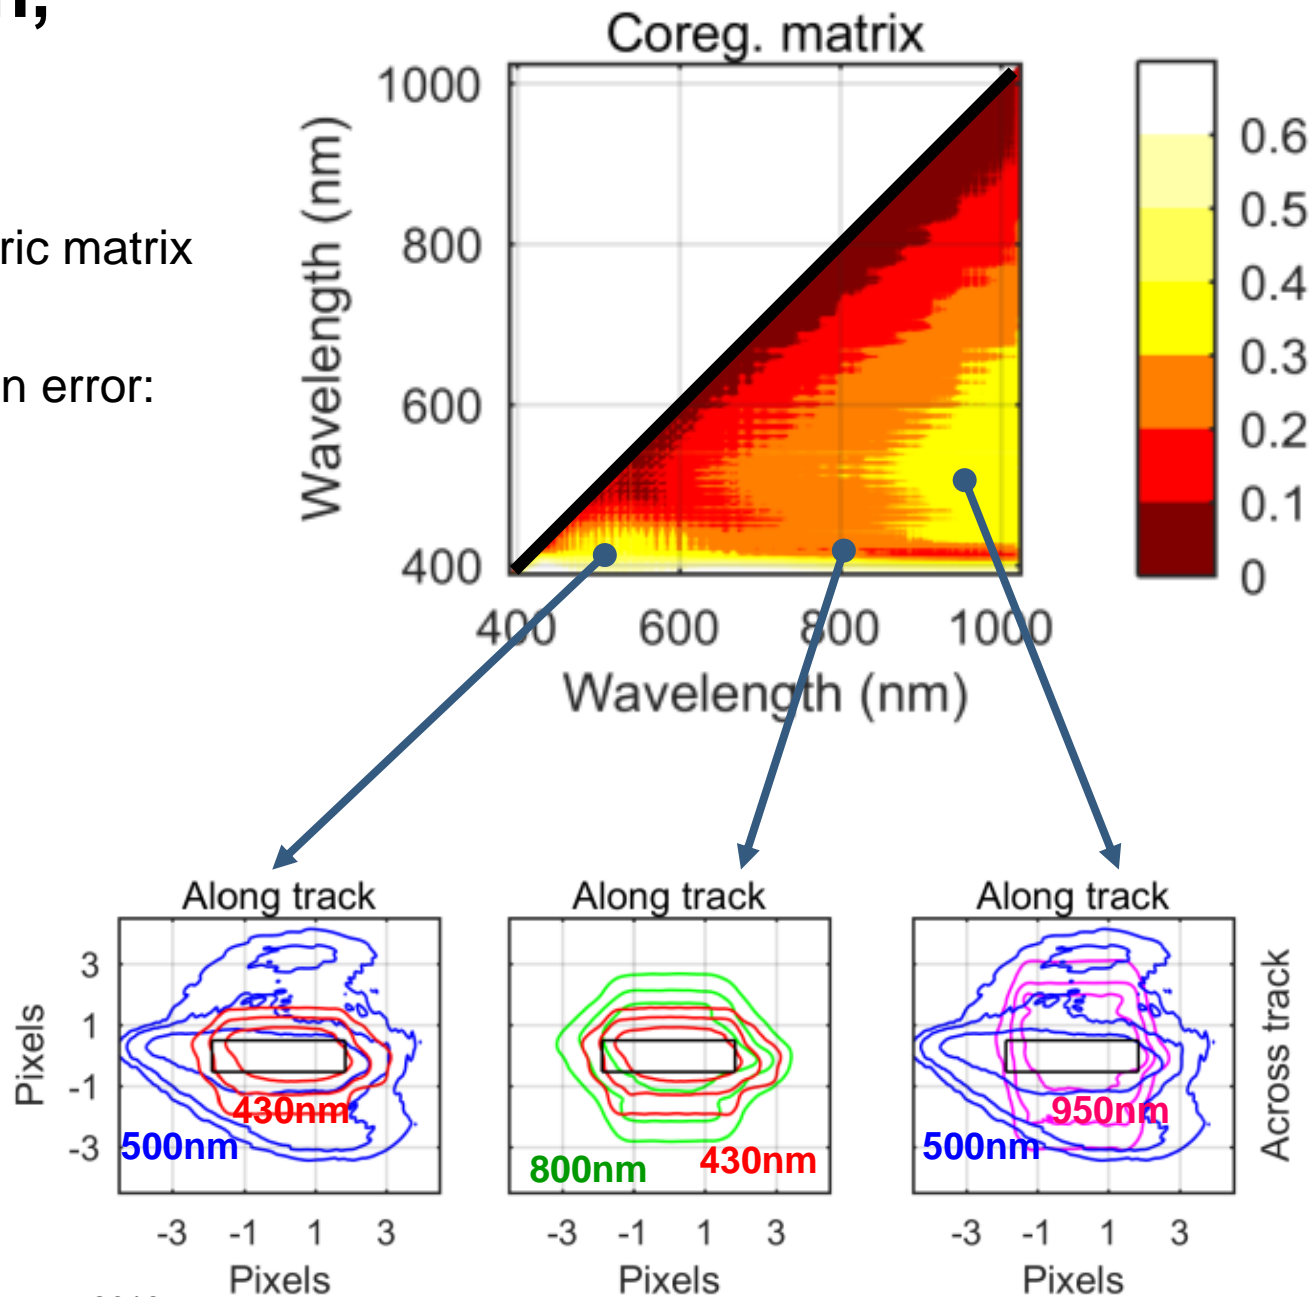 Coreg. matrix
ric matrix
n error:
Wavelength (nm)
1000
800
600
400
400 600 800 1000
Wavelength (nm)
0.6
0.5
0.4
0.3
0.2
0.1
0
Along track
Pixels
3
1
-1
-3
430nm
500nm
-3 -1 1 3
Pixels
Along track
800nm
430nm
-3 -1 1 3
Pixels
Along track
950nm
500nm
-3 -1 1 3
Pixels
Across track